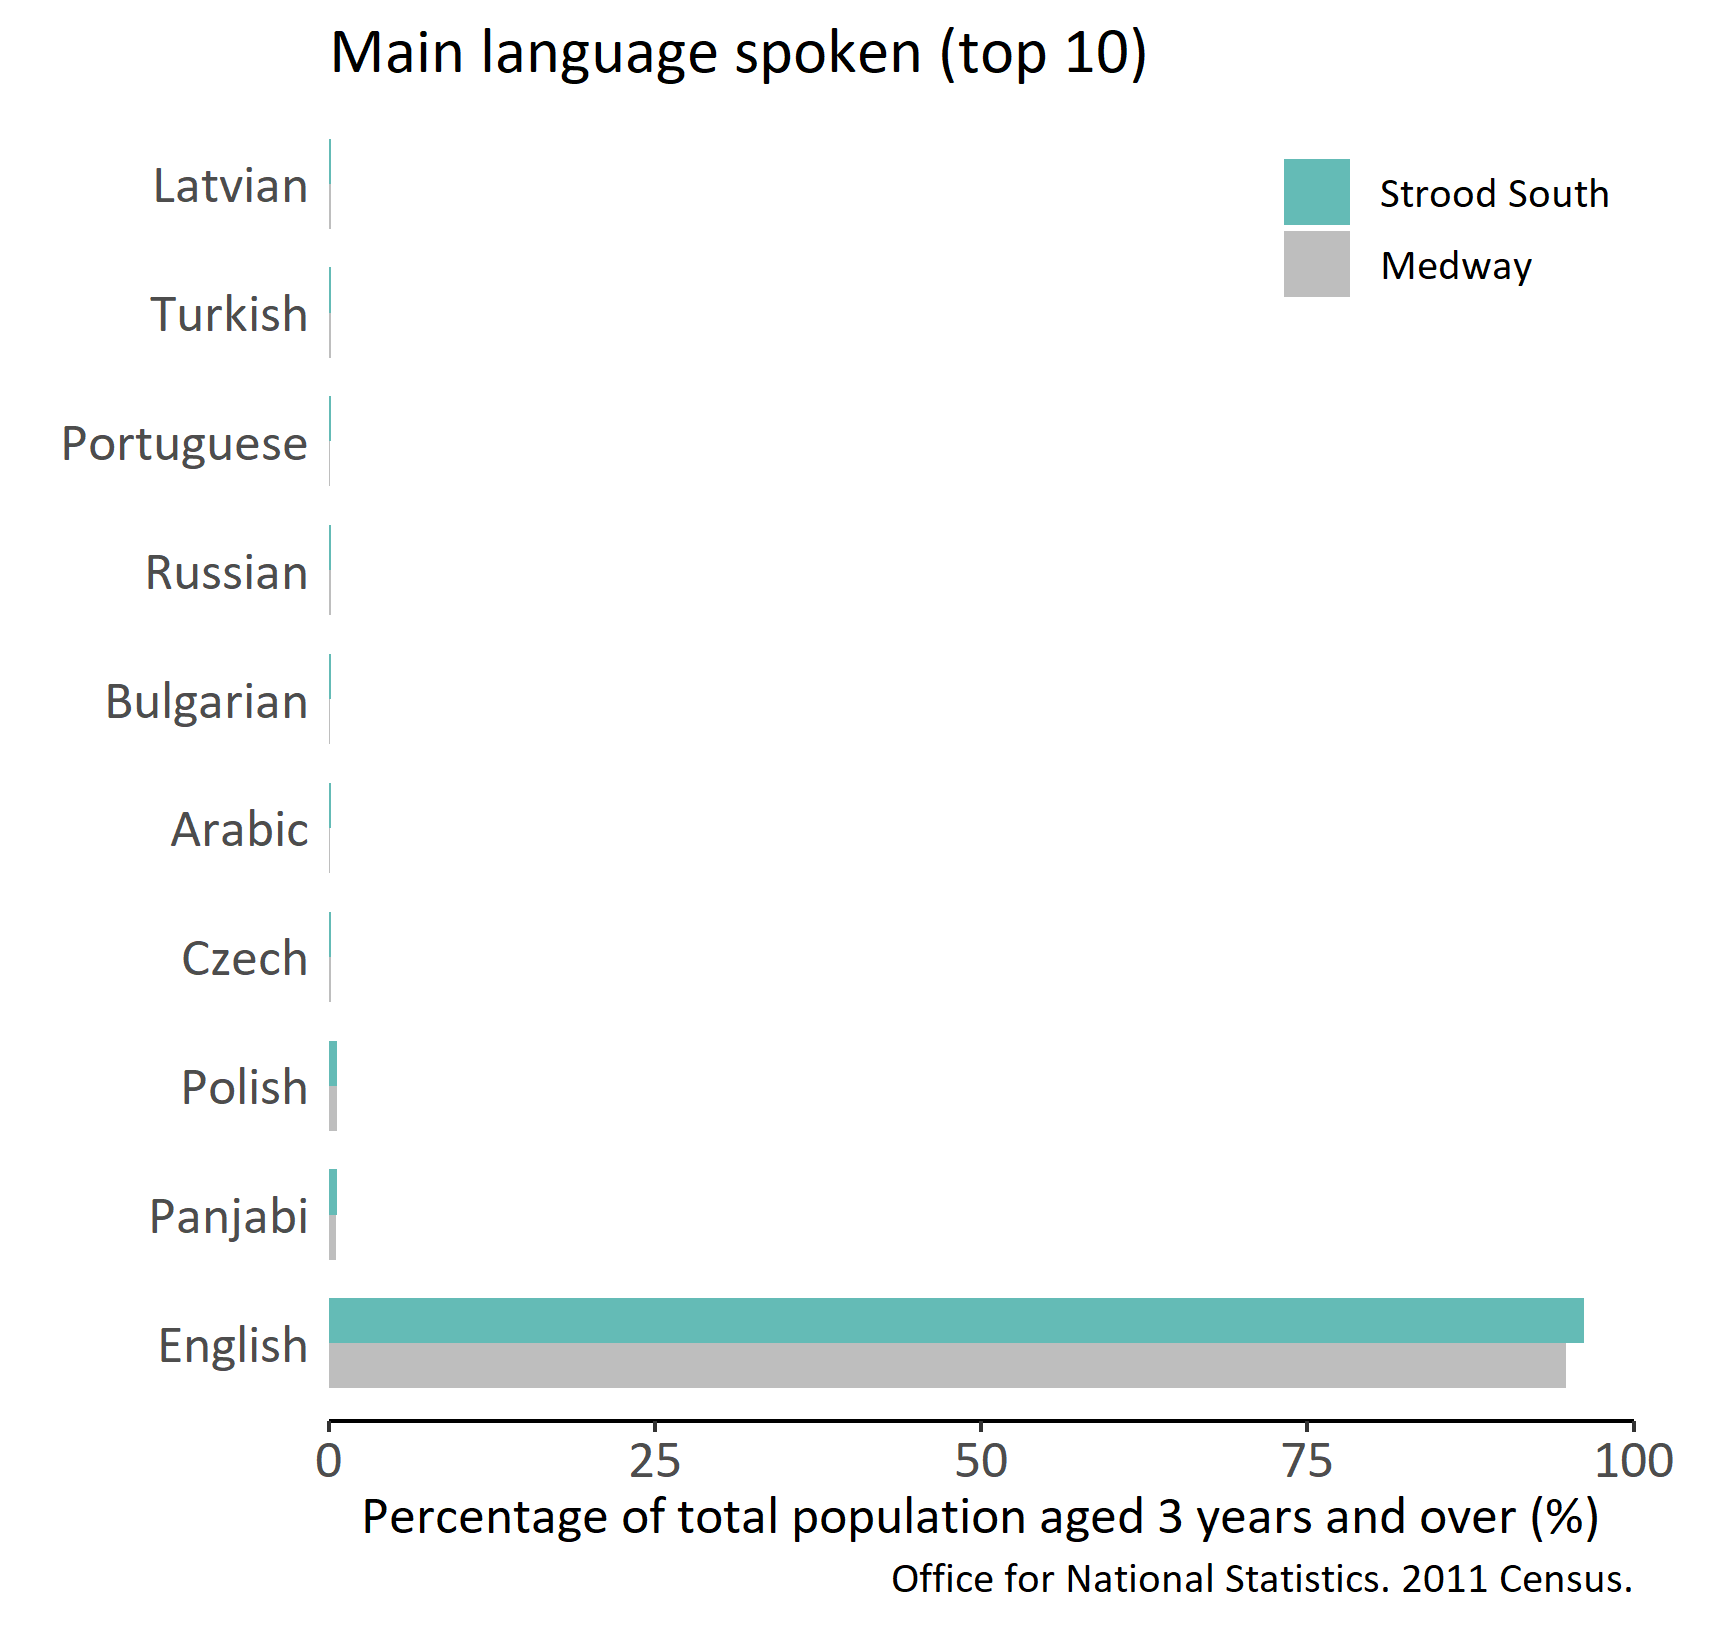 Main language spoken (top 10)
Strood South
Medway
Latvian
Turkish
Portuguese
Russian
Bulgarian
Arabic
Czech
Polish
Panjabi
English
0 25 50 75 100
Percentage of total population aged 3 years and over (%)
Office for National Statistics. 2011 Census.